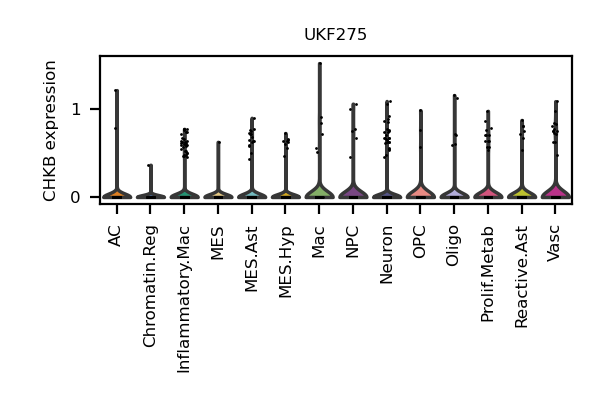 UKF275
CHKB expression
1
0
AC
Chromatin.Reg
Inflammatory.Mac
MES
MES.Ast
MES.Hyp
Mac
NPC
Neuron
OPC
Oligo
Prolif.Metab
Reactive.Ast
Vasc